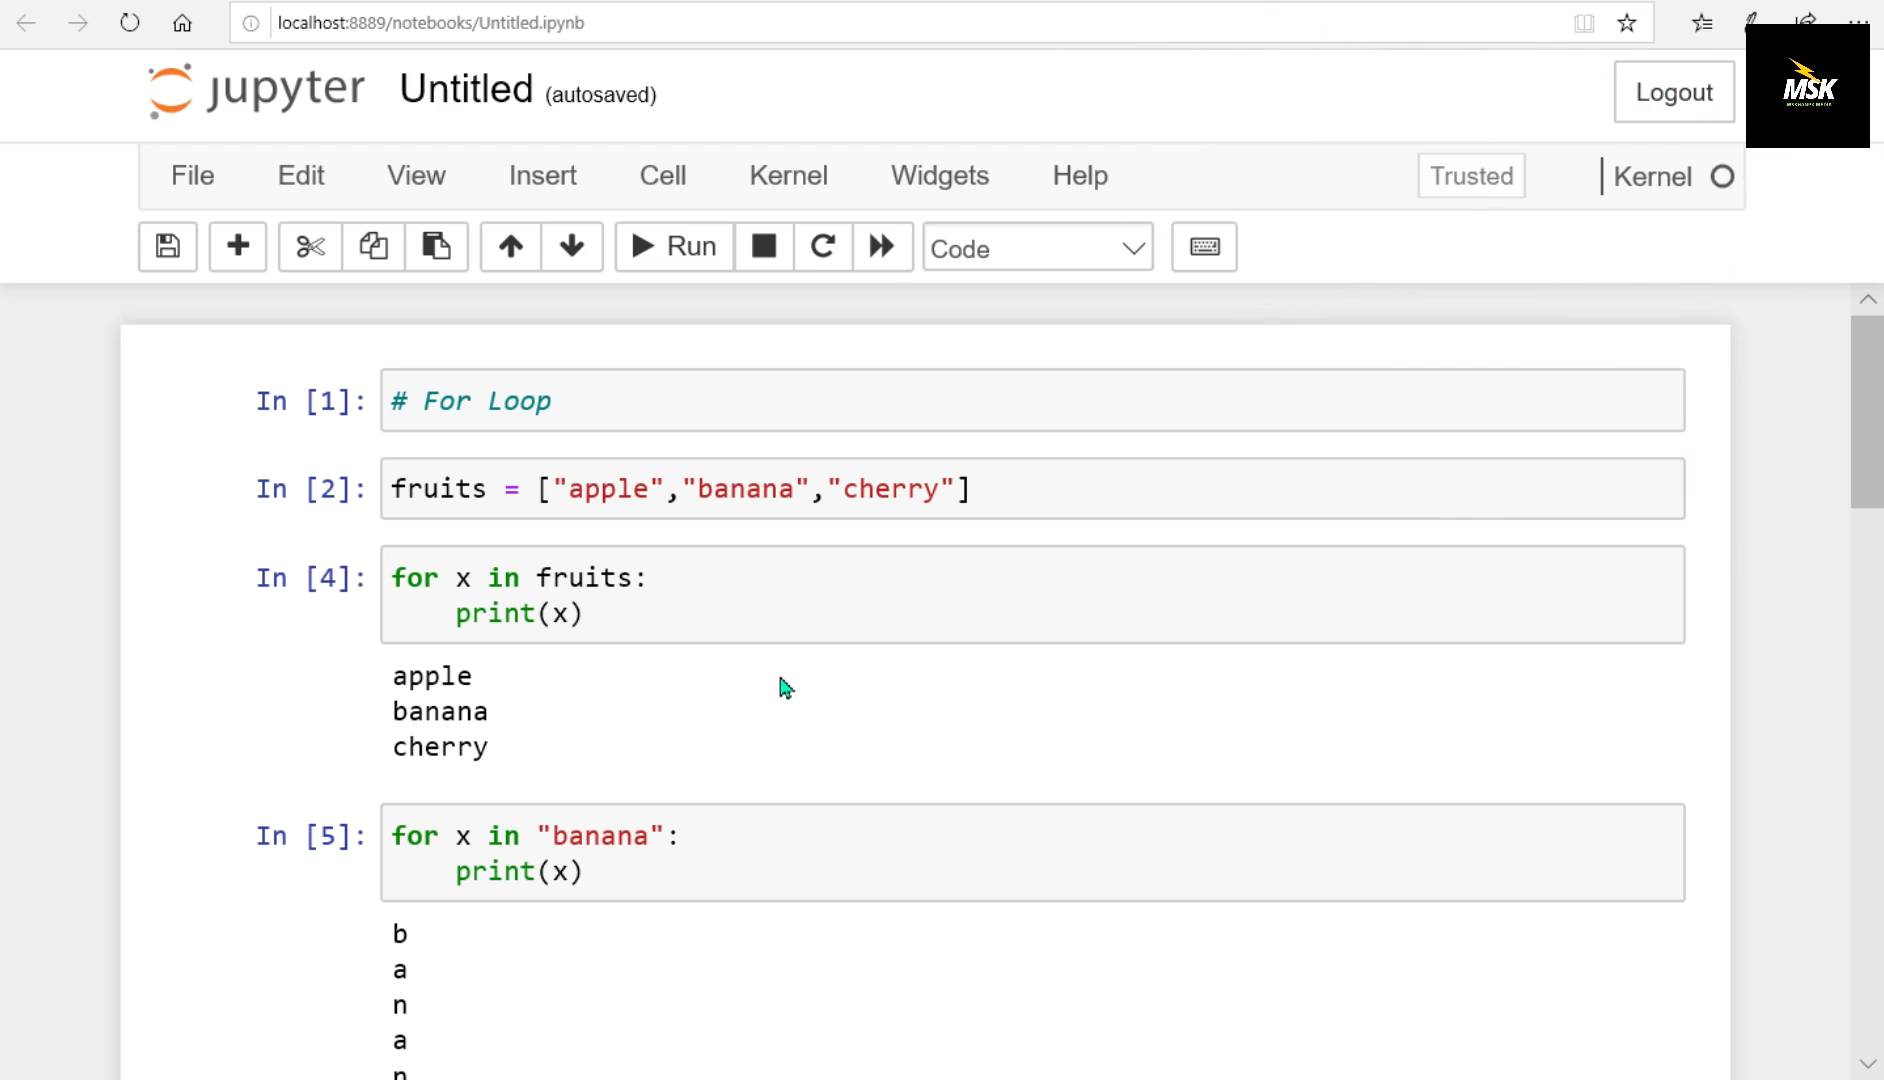 localhost:8889/notebooks/Untitled.ipynb
MSK
jupyter Untitled (autosaved)
Logout
File Edit View Insert Cell Kernel Widgets Help Trusted Kernel
Run Code
In [1]: # For Loop
In [2]: fruits = ["apple","banana","cherry"]
In [4]: for x in fruits:
print(x)
apple
banana
cherry
In [5]: for x in "banana":
print(x)
b
a
n
a
n